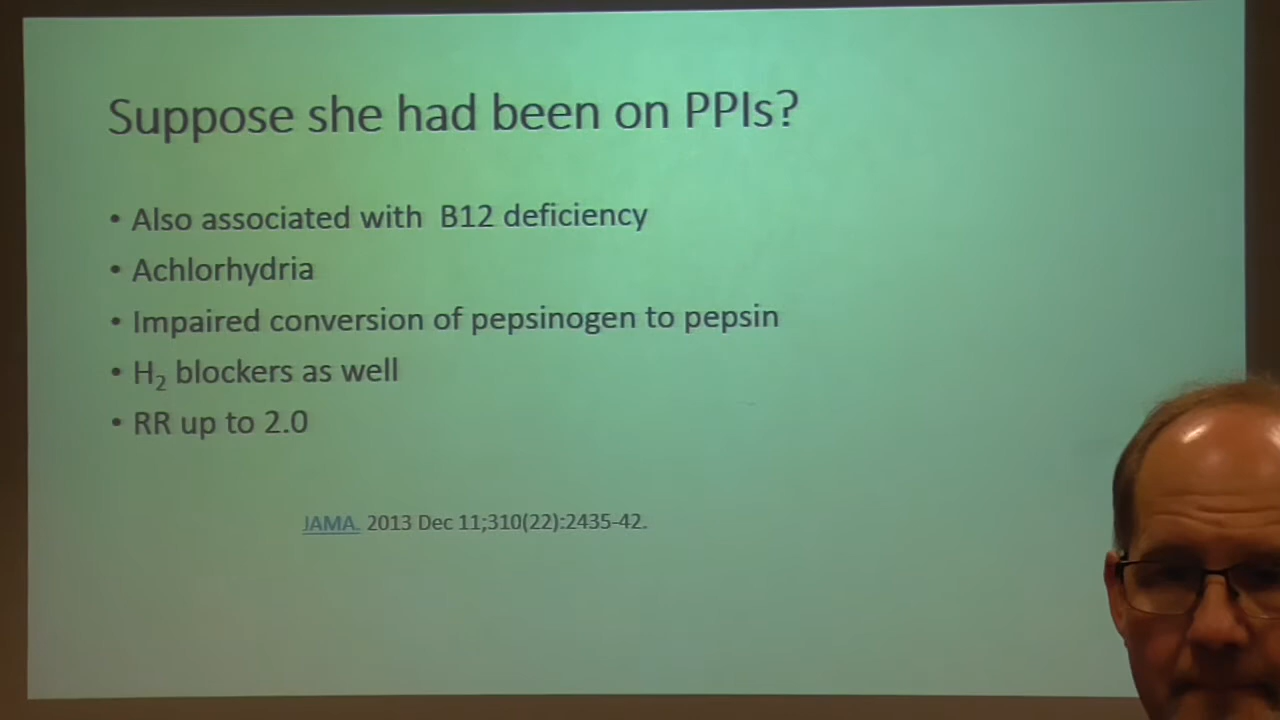 Suppose she had been on PPIs?
• Also associated with B12 deficiency
• Achlorhydria
• Impaired conversion of pepsinogen to pepsin
• H₂ blockers as well
• RR up to 2.0
JAMA. 2013 Dec 11;310(22):2435-42.